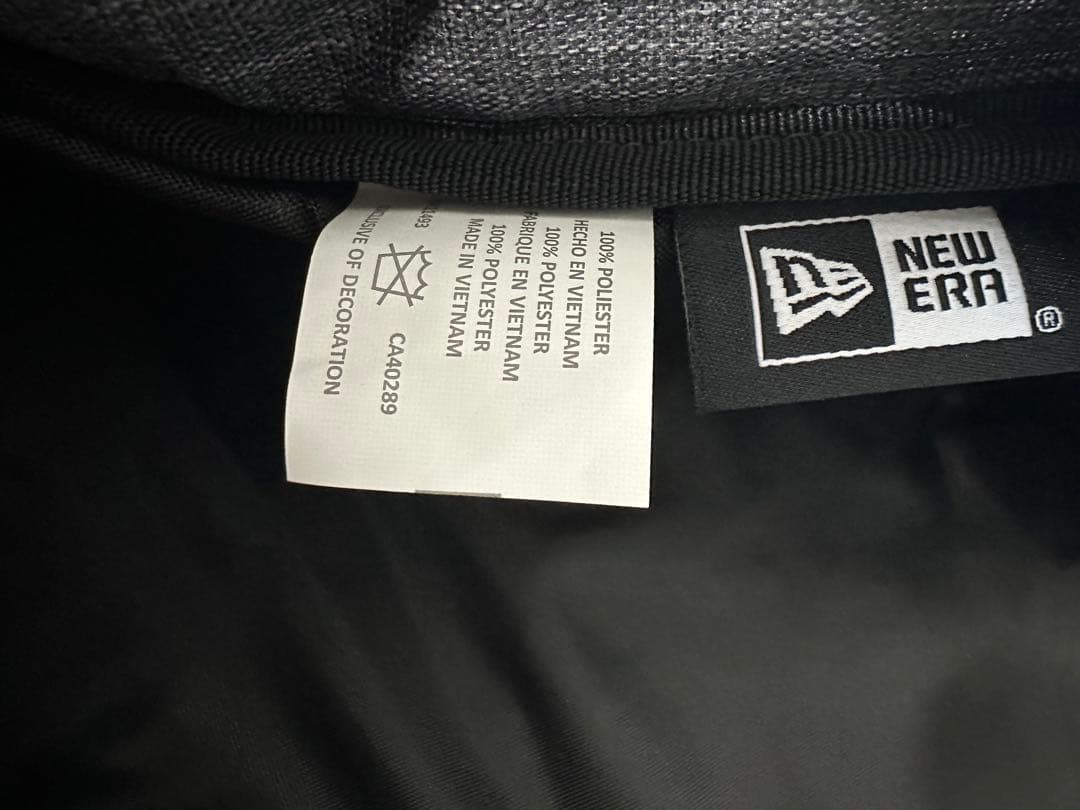 100% POLIESTER
HECHO EN VIETNAM
100% POLYESTER
FABRIQUE EN VIETNAM
100% POLYESTER
MADE IN VIETNAM
CA40289
OF DECORATION
NEW
ERA
®